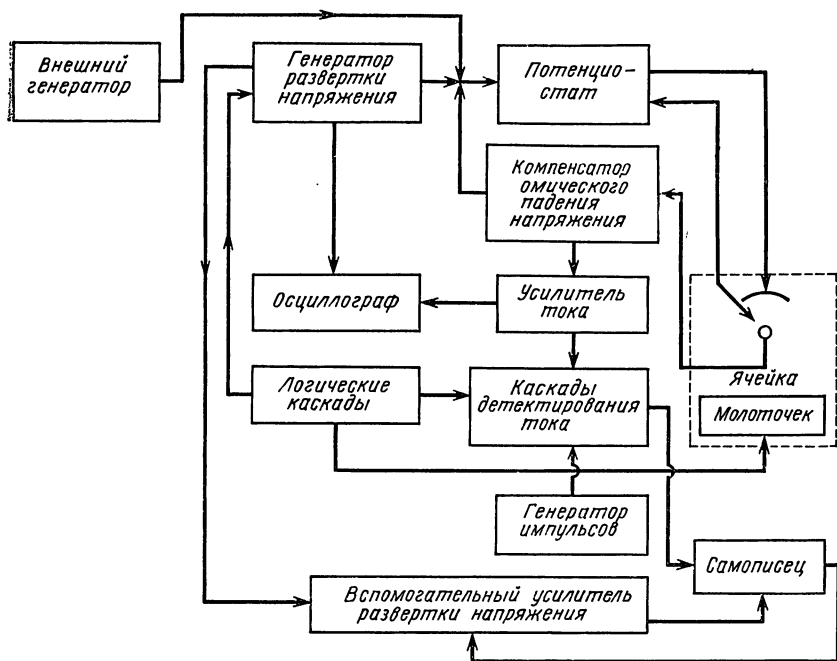 Внешний
генератор
Генератор
развертки
напряжения
Потенцио-
стат
Компенсатор
омического
падения
напряжения
Осциллограф
Усилитель
тока
Ячейка
Молоточек
Логические
каскады
Каскады
детектирования
тока
Генератор
импульсов
Самописец
Вспомогательный усилитель
развертки напряжения